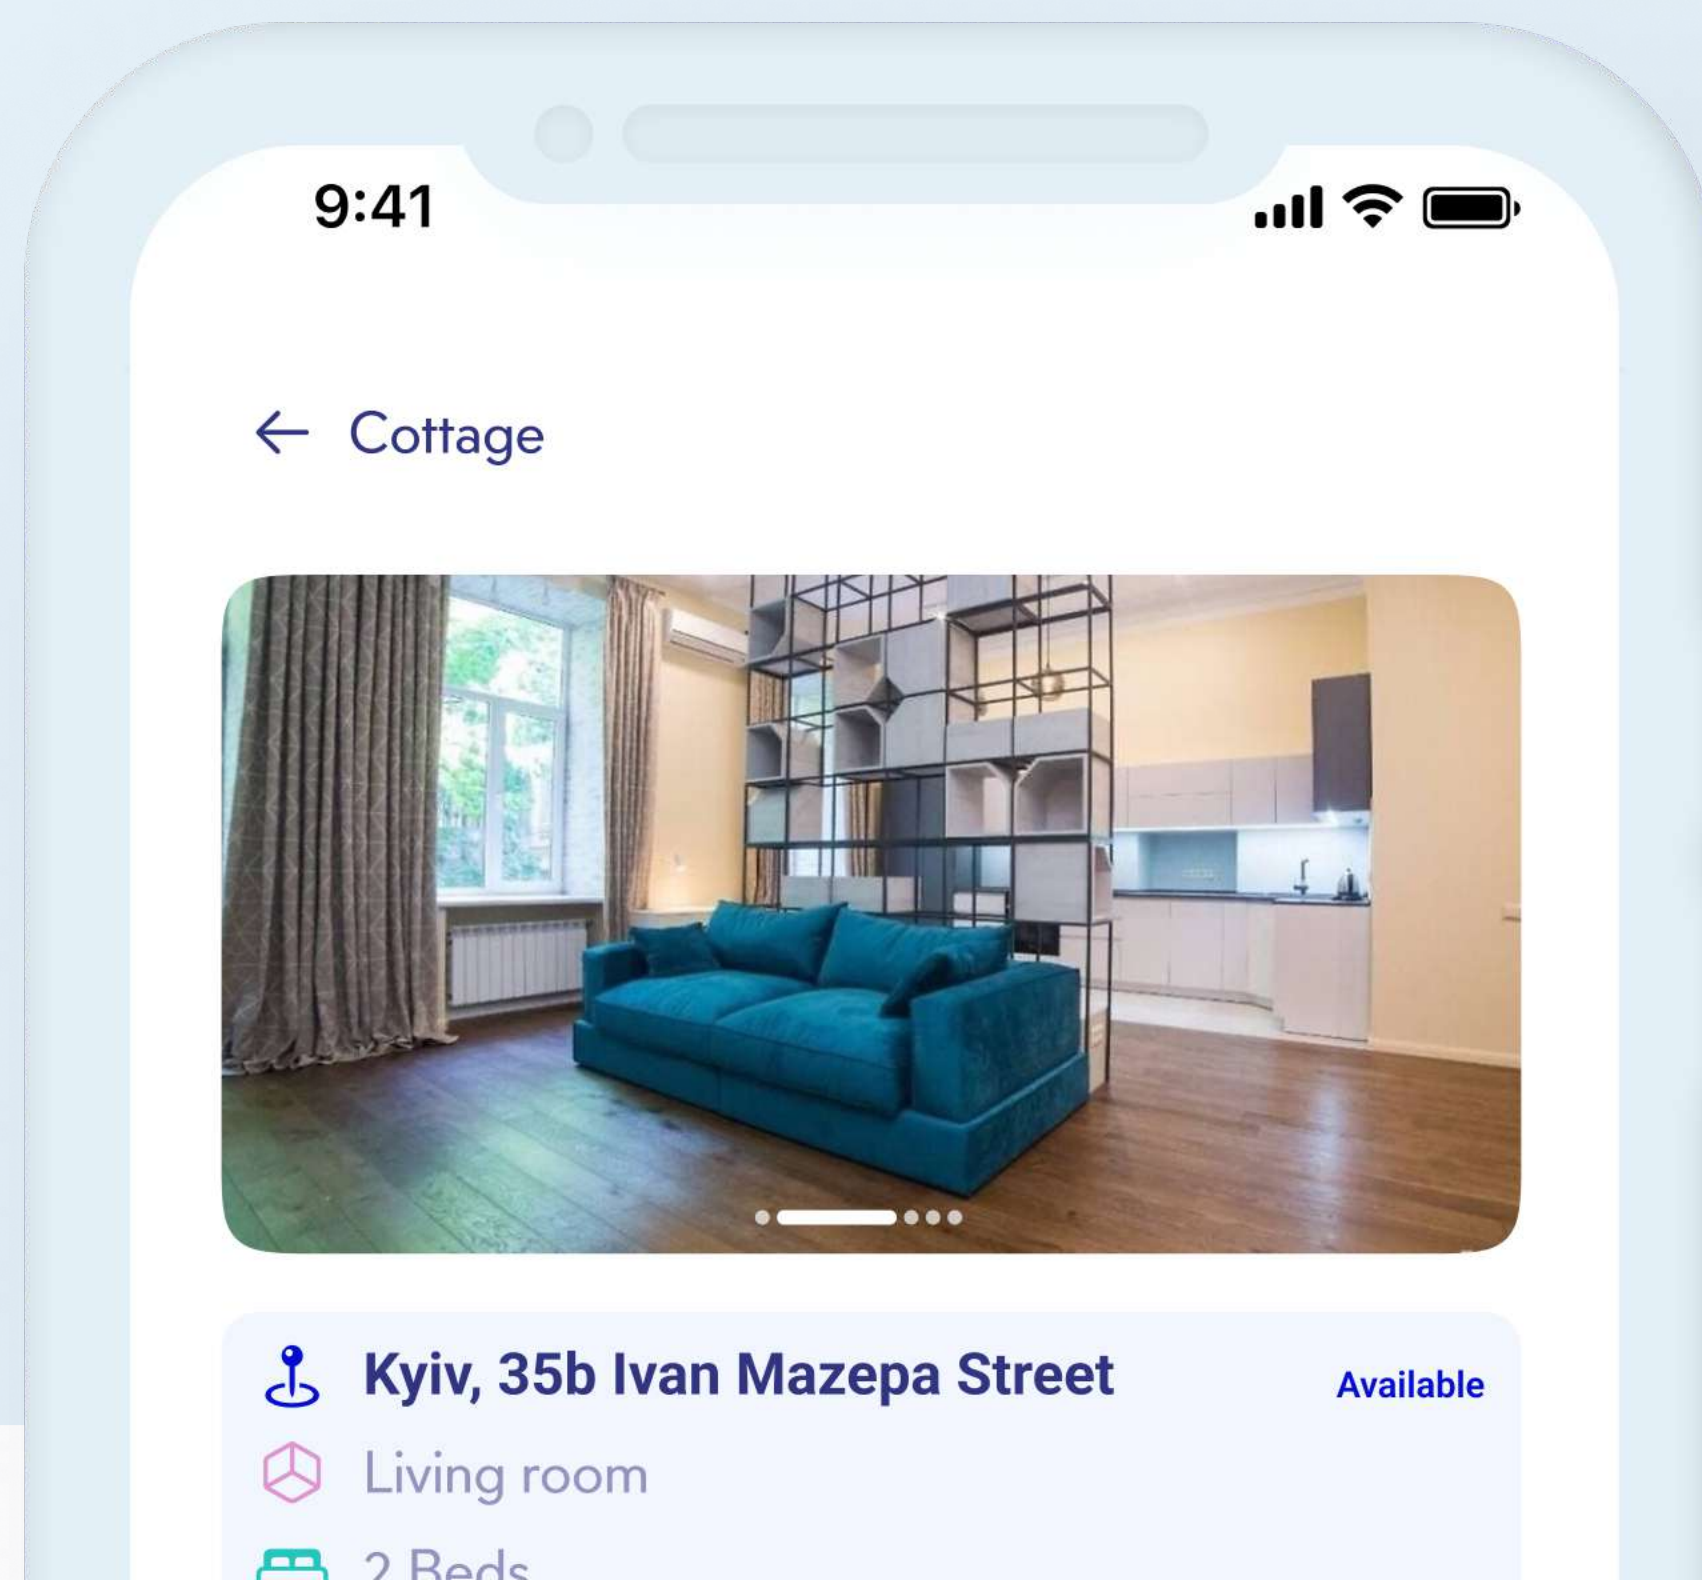 9:41
Cottage
Kyiv, 35b Ivan Mazepa Street
Available
Living room
2 Beds